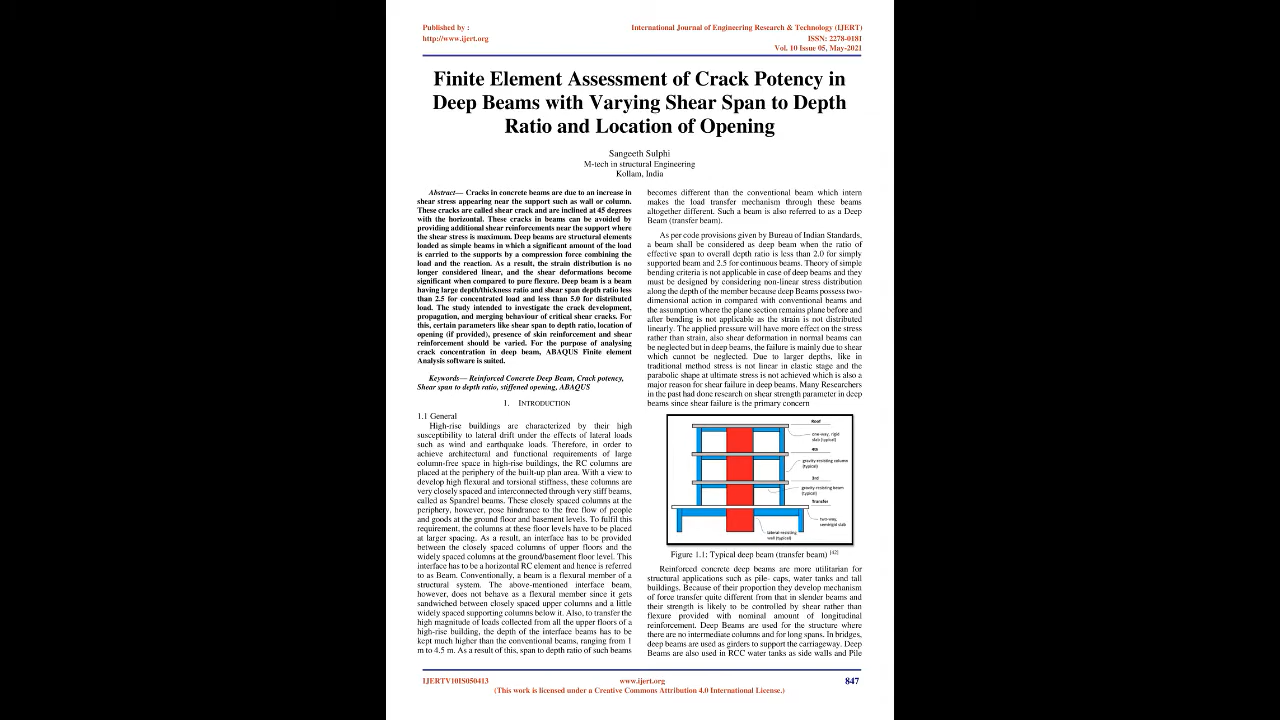 Published by :
http://www.ijert.org
International Journal of Engineering Research & Technology (IJERT)
ISSN: 2278-0181
Vol. 10 Issue 05, May-2021
Finite Element Assessment of Crack Potency in
Deep Beams with Varying Shear Span to Depth
Ratio and Location of Opening
Sangeeth Sulphi
M-tech in structural Engineering
Kollam, India
Abstract— Cracks in concrete beams are due to an increase in
shear stress appearing near the support such as wall or column.
These cracks are called shear crack and are inclined at 45 degrees
with the horizontal. These cracks in beams can be avoided by
providing additional shear reinforcements near the support where
the shear stress is maximum. Deep beams are structural elements
loaded as simple beams in which a significant amount of the load
is carried to the supports by a compression force combining the
load and the reaction. As a result, the strain distribution is no
longer considered linear, and the shear deformations become
significant when compared to pure flexure. Deep beam is a beam
having large depth/thickness ratio and shear span depth ratio less
than 2.5 for concentrated load and less than 5.0 for distributed
load. The study intended to investigate the crack development,
propagation, and merging behaviour of critical shear cracks. For
this, certain parameters like shear span to depth ratio, location of
opening (if provided), presence of skin reinforcement and shear
reinforcement should be varied. For the purpose of analysing
crack concentration in deep beam, ABAQUS Finite element
Analysis software is suited.
Keywords— Reinforced Concrete Deep Beam, Crack potency,
Shear span to depth ratio, stiffened opening, ABAQUS
1. INTRODUCTION
1.1 General
High-rise buildings are characterized by their high
susceptibility to lateral drift under the effects of lateral loads
such as wind and earthquake loads. Therefore, in order to
achieve architectural and functional requirements of large
column-free space in high-rise buildings, the RC columns are
placed at the periphery of the built-up plan area. With a view to
develop high flexural and torsional stiffness, these columns are
very closely spaced and interconnected through very stiff beams,
called as Spandrel beams. These closely spaced columns at the
periphery, however, pose hindrance to the free flow of people
and goods at the ground floor and basement levels. To fulfil this
requirement, the columns at these floor levels have to be placed
at larger spacing. As a result, an interface has to be provided
between the closely spaced columns of upper floors and the
widely spaced columns at the ground/basement floor level. This
interface has to be a horizontal RC element and hence is referred
to as Beam. Conventionally, a beam is a flexural member of a
structural system. The above-mentioned interface beam,
however, does not behave as a flexural member since it gets
sandwiched between closely spaced upper columns and a little
widely spaced supporting columns below it. Also, to transfer the
high magnitude of loads collected from all the upper floors of a
high-rise building, the depth of the interface beams has to be
kept much higher than the conventional beams, ranging from 1
m to 4.5 m. As a result of this, span to depth ratio of such beams
becomes different than the conventional beam which intern
makes the load transfer mechanism through these beams
altogether different. Such a beam is also referred to as a Deep
Beam (transfer beam).
As per code provisions given by Bureau of Indian Standards,
a beam shall be considered as deep beam when the ratio of
effective span to overall depth ratio is less than 2.0 for simply
supported beam and 2.5 for continuous beams. Theory of simple
bending criteria is not applicable in case of deep beams and they
must be designed by considering non-linear stress distribution
along the depth of the member because deep Beams possess two-
dimensional action in compared with conventional beams and
the assumption where the plane section remains plane before and
after bending is not applicable as the strain is not distributed
linearly. The applied pressure will have more effect on the stress
rather than strain, also shear deformation in normal beams can
be neglected but in deep beams, the failure is mainly due to shear
which cannot be neglected. Due to larger depths, like in
traditional method stress is not linear in elastic stage and the
parabolic shape at ultimate stress is not achieved which is also a
major reason for shear failure in deep beams. Many Researchers
in the past had done research on shear strength parameter in deep
beams since shear failure is the primary concern
Roof
one-way, rigid
slab (typical)
4th
gravity-resisting column
(typical)
3rd
gravity-resisting beam
(typical)
Transfer
two-way,
semirigid slab
lateral-resisting
wall (typical)
Figure 1.1: Typical deep beam (transfer beam) [42]
Reinforced concrete deep beams are more utilitarian for
structural applications such as pile- caps, water tanks and tall
buildings. Because of their proportion they develop mechanism
of force transfer quite different from that in slender beams and
their strength is likely to be controlled by shear rather than
flexure provided with nominal amount of longitudinal
reinforcement. Deep Beams are used for the structure where
there are no intermediate columns and for long spans. In bridges,
deep beams are used as girders to support the carriageway. Deep
Beams are also used in RCC water tanks as side walls and Pile
IJERTV10IS050413
www.ijert.org
847
(This work is licensed under a Creative Commons Attribution 4.0 International License.)